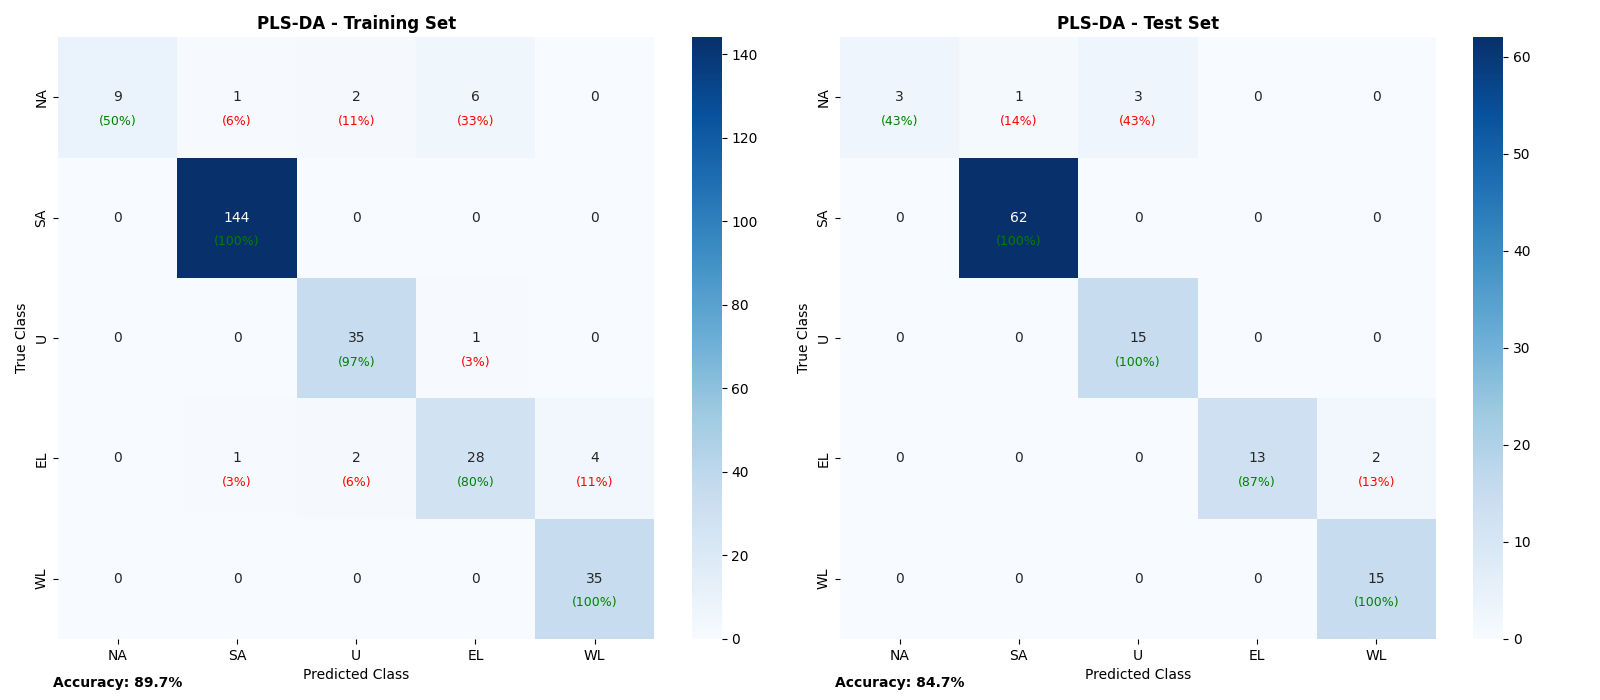 PLS-DA - Training Set
NA 9 1 2 6 0
(50%) (6%) (11%) (33%)
SA 0 144 0 0 0
(100%)
U 0 0 35 1 0
(97%) (3%)
EL 0 1 2 28 4
(3%) (6%) (80%) (11%)
WL 0 0 0 0 35
(100%)
NA SA U EL WL
True Class
Predicted Class
Accuracy: 89.7%
140
120
100
80
60
40
20
0
PLS-DA - Test Set
NA 3 1 3 0 0
(43%) (14%) (43%)
SA 0 62 0 0 0
(100%)
U 0 0 15 0 0
(100%)
EL 0 0 0 13 2
(87%) (13%)
WL 0 0 0 0 15
(100%)
NA SA U EL WL
True Class
Predicted Class
Accuracy: 84.7%
60
50
40
30
20
10
0